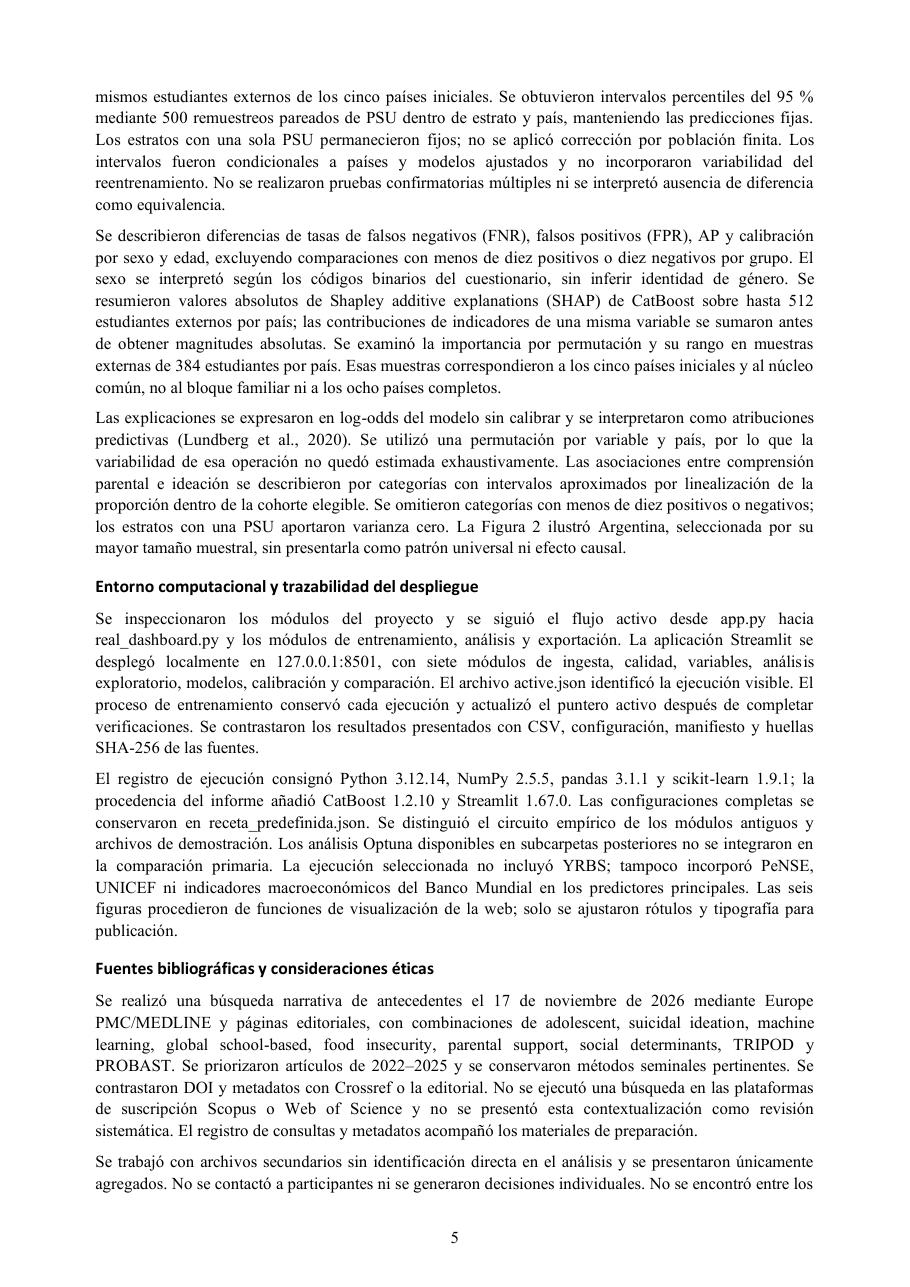 mismos estudiantes externos de los cinco países iniciales. Se obtuvieron intervalos percentiles del 95 %
mediante 500 remuestreos pareados de PSU dentro de estrato y país, manteniendo las predicciones fijas.
Los estratos con una sola PSU permanecieron fijos; no se aplicó corrección por población finita. Los
intervalos fueron condicionales a países y modelos ajustados y no incorporaron variabilidad del
reentrenamiento. No se realizaron pruebas confirmatorias múltiples ni se interpretó ausencia de diferencia
como equivalencia.
Se describieron diferencias de tasas de falsos negativos (FNR), falsos positivos (FPR), AP y calibración
por sexo y edad, excluyendo comparaciones con menos de diez positivos o diez negativos por grupo. El
sexo se interpretó según los códigos binarios del cuestionario, sin inferir identidad de género. Se
resumieron valores absolutos de Shapley additive explanations (SHAP) de CatBoost sobre hasta 512
estudiantes externos por país; las contribuciones de indicadores de una misma variable se sumaron antes
de obtener magnitudes absolutas. Se examinó la importancia por permutación y su rango en muestras
externas de 384 estudiantes por país. Esas muestras correspondieron a los cinco países iniciales y al núcleo
común, no al bloque familiar ni a los ocho países completos.
Las explicaciones se expresaron en log-odds del modelo sin calibrar y se interpretaron como atribuciones
predictivas (Lundberg et al., 2020). Se utilizó una permutación por variable y país, por lo que la
variabilidad de esa operación no quedó estimada exhaustivamente. Las asociaciones entre comprensión
parental e ideación se describieron por categorías con intervalos aproximados por linealización de la
proporción dentro de la cohorte elegible. Se omitieron categorías con menos de diez positivos o negativos;
los estratos con una PSU aportaron varianza cero. La Figura 2 ilustró Argentina, seleccionada por su
mayor tamaño muestral, sin presentarla como patrón universal ni efecto causal.
Entorno computacional y trazabilidad del despliegue
Se inspeccionaron los módulos del proyecto y se siguió el flujo activo desde app.py hacia
real_dashboard.py y los módulos de entrenamiento, análisis y exportación. La aplicación Streamlit se
desplegó localmente en 127.0.0.1:8501, con siete módulos de ingesta, calidad, variables, análisis
exploratorio, modelos, calibración y comparación. El archivo active.json identificó la ejecución visible. El
proceso de entrenamiento conservó cada ejecución y actualizó el puntero activo después de completar
verificaciones. Se contrastaron los resultados presentados con CSV, configuración, manifiesto y huellas
SHA-256 de las fuentes.
El registro de ejecución consignó Python 3.12.14, NumPy 2.5.5, pandas 3.1.1 y scikit-learn 1.9.1; la
procedencia del informe añadió CatBoost 1.2.10 y Streamlit 1.67.0. Las configuraciones completas se
conservaron en receta_predefinida.json. Se distinguió el circuito empírico de los módulos antiguos y
archivos de demostración. Los análisis Optuna disponibles en subcarpetas posteriores no se integraron en
la comparación primaria. La ejecución seleccionada no incluyó YRBS; tampoco incorporó PeNSE,
UNICEF ni indicadores macroeconómicos del Banco Mundial en los predictores principales. Las seis
figuras procedieron de funciones de visualización de la web; solo se ajustaron rótulos y tipografía para
publicación.
Fuentes bibliográficas y consideraciones éticas
Se realizó una búsqueda narrativa de antecedentes el 17 de noviembre de 2026 mediante Europe
PMC/MEDLINE y páginas editoriales, con combinaciones de adolescent, suicidal ideation, machine
learning, global school-based, food insecurity, parental support, social determinants, TRIPOD y
PROBAST. Se priorizaron artículos de 2022–2025 y se conservaron métodos seminales pertinentes. Se
contrastaron DOI y metadatos con Crossref o la editorial. No se ejecutó una búsqueda en las plataformas
de suscripción Scopus o Web of Science y no se presentó esta contextualización como revisión
sistemática. El registro de consultas y metadatos acompañó los materiales de preparación.
Se trabajó con archivos secundarios sin identificación directa en el análisis y se presentaron únicamente
agregados. No se contactó a participantes ni se generaron decisiones individuales. No se encontró entre los
5